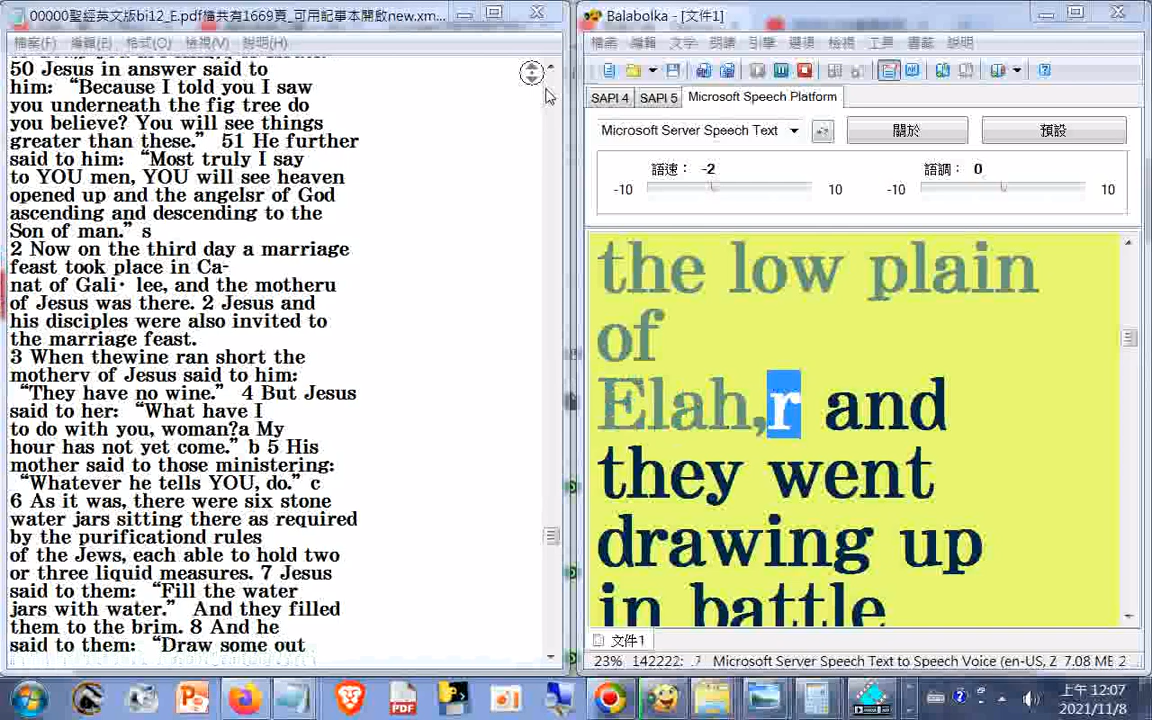 00000聖經英文版bi12_E.pdf檔共有1669頁_可用記事本開啟new.xm...
檔案(F) 編輯(E) 格式(O) 檢視(V) 說明(H)
50 Jesus in answer said to
him: “Because I told you I saw
you underneath the fig tree do
you believe? You will see things
greater than these.” 51 He further
said to him: “Most truly I say
to YOU men, YOU will see heaven
opened up and the angelsr of God
ascending and descending to the
Son of man.” s
2 Now on the third day a marriage
feast took place in Ca-
nat of Gali· lee, and the motheru
of Jesus was there. 2 Jesus and
his disciples were also invited to
the marriage feast.
3 When thewine ran short the
motherv of Jesus said to him:
“They have no wine.” 4 But Jesus
said to her: “What have I
to do with you, woman?a My
hour has not yet come.” b 5 His
mother said to those ministering:
“Whatever he tells YOU, do.” c
6 As it was, there were six stone
water jars sitting there as required
by the purificationd rules
of the Jews, each able to hold two
or three liquid measures. 7 Jesus
said to them: “Fill the water
jars with water.” And they filled
them to the brim. 8 And he
said to them: “Draw some out
Balabolka - [文件1]
檔案 編輯 文字 朗讀 引擎 選項 檢視 工具 書籤 說明
SAPI 4 SAPI 5 Microsoft Speech Platform
Microsoft Server Speech Text 關於 預設
語速： -2 語調： 0
-10 10 -10 10
the low plain
of
Elah,r and
they went
drawing up
in battle
文件1
23% 142222: Microsoft Server Speech Text to Speech Voice (en-US, Z 7.08 MB 2
PDF
上午 12:07
2021/11/8